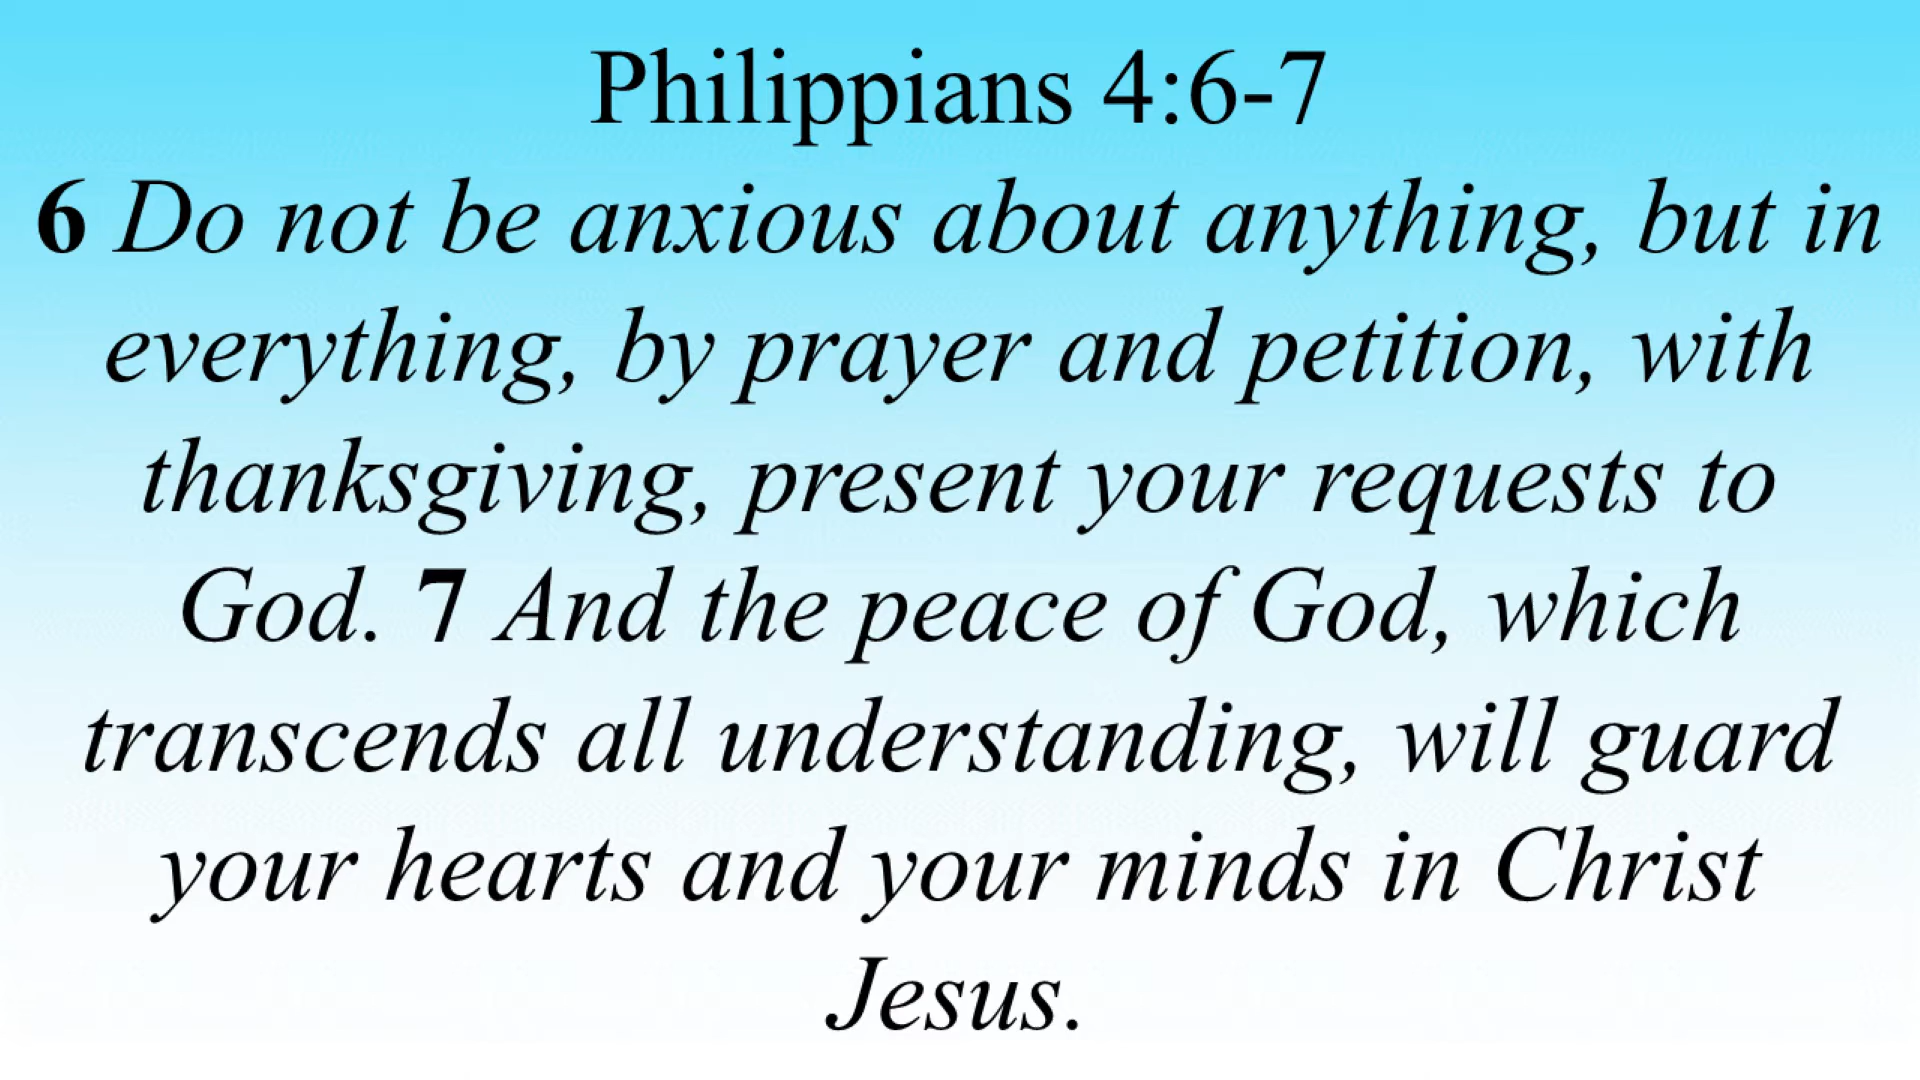 Philippians 4:6-7
6 Do not be anxious about anything, but in
everything, by prayer and petition, with
thanksgiving, present your requests to
God. 7 And the peace of God, which
transcends all understanding, will guard
your hearts and your minds in Christ
Jesus.